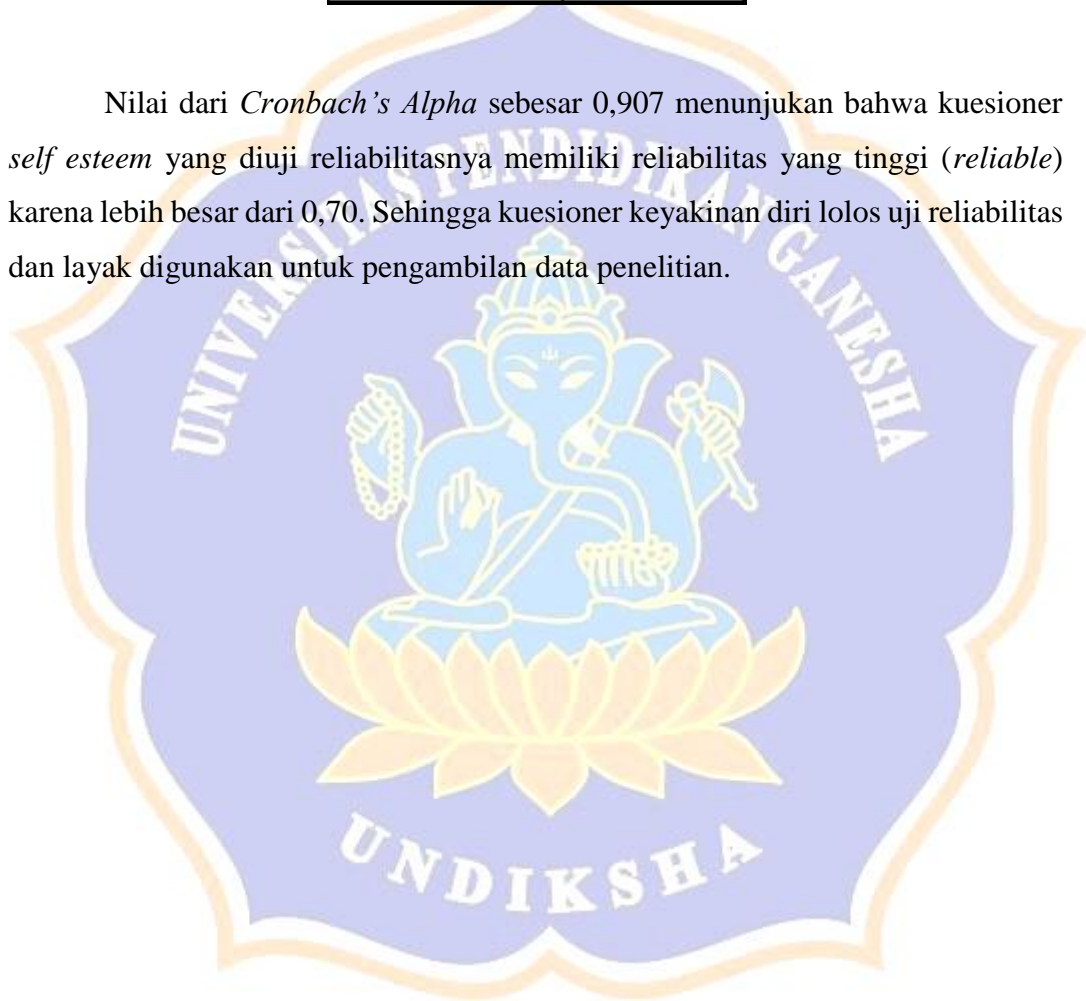 Nilai dari Cronbach's Alpha sebesar 0,907 menunjukan bahwa kuesioner
self esteem yang diuji reliabilitasnya memiliki reliabilitas yang tinggi (reliable)
karena lebih besar dari 0,70. Sehingga kuesioner keyakinan diri lolos uji reliabilitas
dan layak digunakan untuk pengambilan data penelitian.
UNIVERSITAS PENDIDIKAN GANESHA
UNDIKSHA